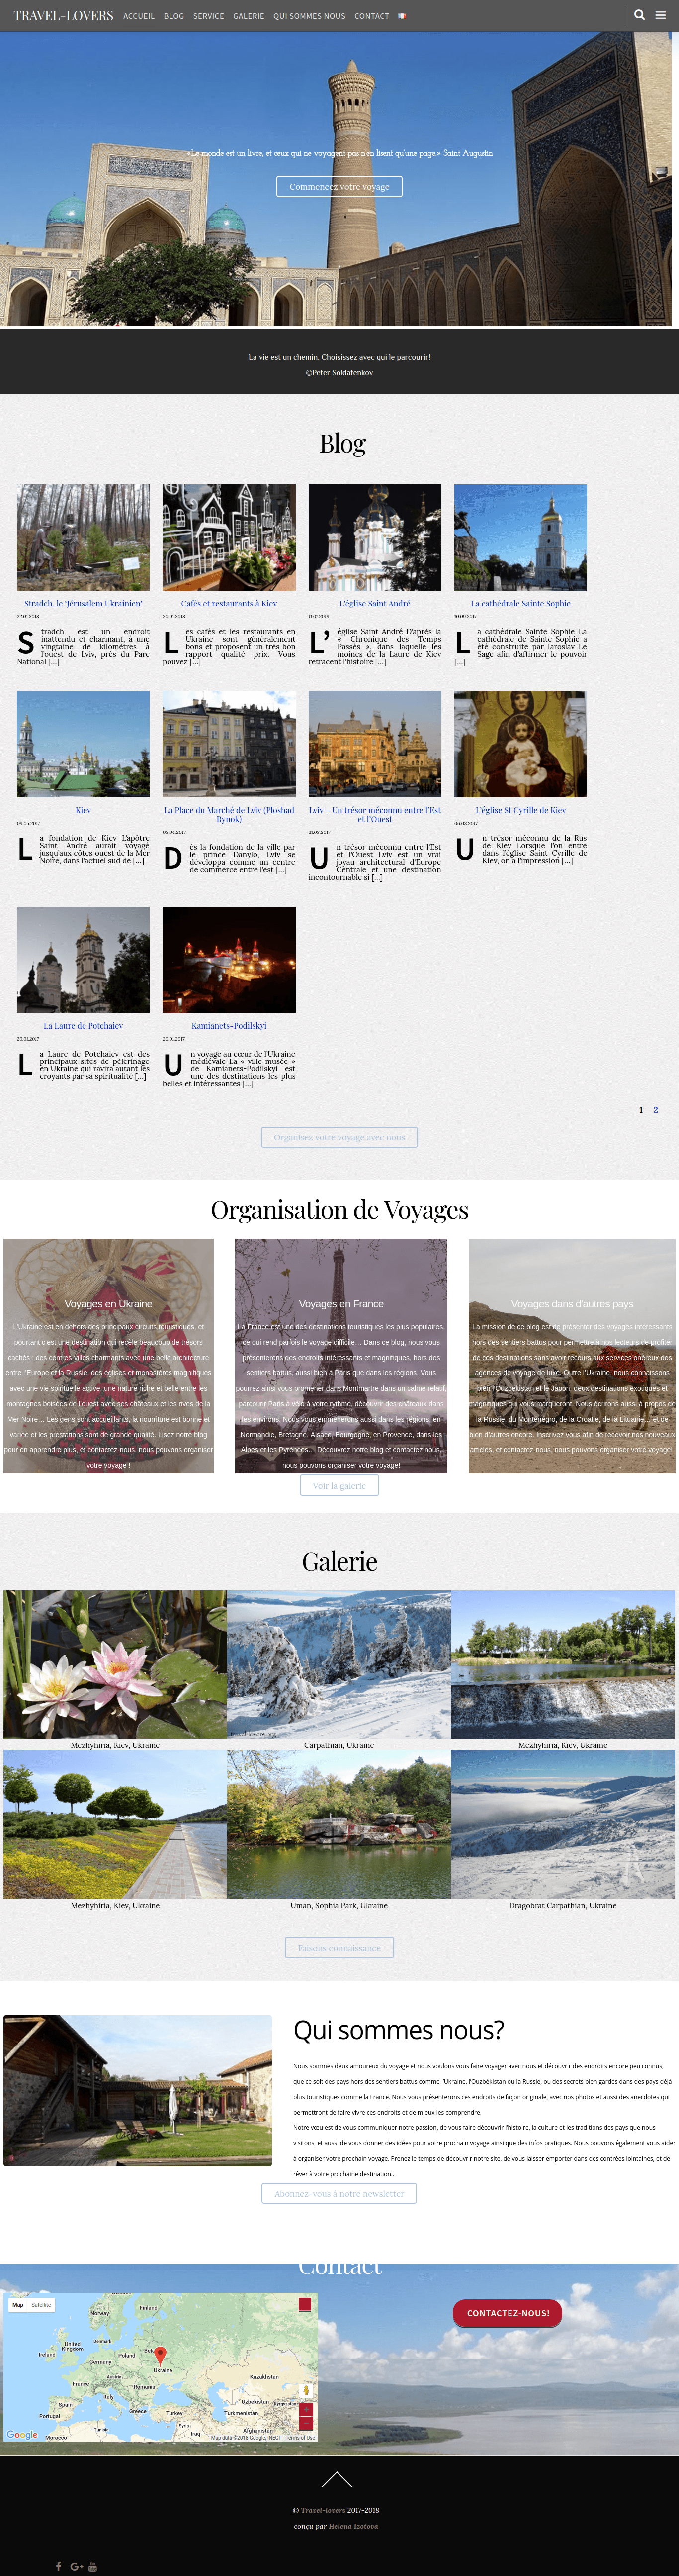 TRAVEL-LOVERS ACCUEIL BLOG SERVICE GALERIE QUI SOMMES NOUS CONTACT
«Le monde est un livre, et ceux qui ne voyagent pas n'en lisent qu'une page.» Saint Augustin
Commencez votre voyage
La vie est un chemin. Choisissez avec qui le parcourir!
©Peter Soldatenkov
Blog
Stradch, le 'Jérusalem Ukrainien'
22.01.2018
Stradch est un endroit
inattendu et charmant, à une
vingtaine de kilomètres à
l'ouest de Lviv, près du Parc
National [...]
Cafés et restaurants à Kiev
20.01.2018
Les cafés et les restaurants en
Ukraine sont généralement
bons et proposent un très bon
rapport qualité prix. Vous
pouvez [...]
L'église Saint André
11.01.2018
L'église Saint André D'après la
« Chronique des Temps
Passés », dans laquelle les
moines de la Laure de Kiev
retracent l'histoire [...]
La cathédrale Sainte Sophie
10.09.2017
La cathédrale Sainte Sophie La
cathédrale de Sainte Sophie a
été construite par Iaroslav Le
Sage afin d'affirmer le pouvoir
[...]
Kiev
09.05.2017
La fondation de Kiev L'apôtre
Saint André aurait voyagé
jusqu'aux côtes ouest de la Mer
Noire, dans l'actuel sud de [...]
La Place du Marché de Lviv (Ploshad
Rynok)
03.04.2017
Dès la fondation de la ville par
le prince Danylo, Lviv se
développa comme un centre
de commerce entre l'est [...]
Lviv – Un trésor méconnu entre l'Est
et l'Ouest
21.03.2017
Un trésor méconnu entre l'Est
et l'Ouest Lviv est un vrai
joyau architectural d'Europe
Centrale et une destination
incontournable si [...]
L'église St Cyrille de Kiev
06.03.2017
Un trésor méconnu de la Rus
de Kiev Lorsque l'on entre
dans l'église Saint Cyrille de
Kiev, on a l'impression [...]
La Laure de Potchaiev
20.01.2017
La Laure de Potchaiev est des
principaux sites de pèlerinage
en Ukraine qui ravira autant les
croyants par sa spiritualité [...]
Kamianets-Podilskyi
20.01.2017
Un voyage au cœur de l'Ukraine
médiévale La « ville musée »
de Kamianets-Podilskyi est
une des destinations les plus
belles et intéressantes [...]
1 2
Organisez votre voyage avec nous
Organisation de Voyages
Voyages en Ukraine
L'Ukraine est en dehors des principaux circuits touristiques, et
pourtant c'est une destination qui recèle beaucoup de trésors
cachés : des centres-villes charmants avec une belle architecture
entre l'Europe et la Russie, des églises et monastères magnifiques
avec une vie spirituelle active, une nature riche et belle entre les
montagnes boisées de l'ouest avec ses châteaux et les rives de la
Mer Noire… Les gens sont accueillants, la nourriture est bonne et
variée et les prestations sont de grande qualité. Lisez notre blog
pour en apprendre plus, et contactez-nous, nous pouvons organiser
votre voyage !
Voyages en France
La France est une des destinations touristiques les plus populaires,
ce qui rend parfois le voyage difficile… Dans ce blog, nous vous
présenterons des endroits intéressants et magnifiques, hors des
sentiers battus, aussi bien à Paris que dans les régions. Vous
pourrez ainsi vous promener dans Montmartre dans un calme relatif,
parcourir Paris à vélo à votre rythme, découvrir des châteaux dans
les environs. Nous vous emmènerons aussi dans les régions, en
Normandie, Bretagne, Alsace, Bourgogne, en Provence, dans les
Alpes et les Pyrénées… Découvrez notre blog et contactez nous,
nous pouvons organiser votre voyage!
Voyages dans d'autres pays
La mission de ce blog est de présenter des voyages intéressants
hors des sentiers battus pour permettre à nos lecteurs de profiter
de ces destinations sans avoir recours aux services onéreux des
agences de voyage de luxe. Outre l'Ukraine, nous connaissons
bien l'Ouzbékistan et le Japon, deux destinations exotiques et
magnifiques qui vous marqueront. Nous écrivons aussi à propos de
la Russie, du Monténégro, de la Croatie, de la Lituanie… et de
bien d'autres encore. Inscrivez vous afin de recevoir nos nouveaux
articles, et contactez-nous, nous pouvons organiser votre voyage!
Voir la galerie
Galerie
Mezhyhiria, Kiev, Ukraine
Carpathian, Ukraine
Mezhyhiria, Kiev, Ukraine
Mezhyhiria, Kiev, Ukraine
Uman, Sophia Park, Ukraine
Dragobrat Carpathian, Ukraine
Faisons connaissance
Qui sommes nous?
Nous sommes deux amoureux du voyage et nous voulons vous faire voyager avec nous et découvrir des endroits encore peu connus,
que ce soit des pays hors des sentiers battus comme l'Ukraine, l'Ouzbékistan ou la Russie, ou des secrets bien gardés dans des pays déjà
plus touristiques comme la France. Nous vous présenterons ces endroits de façon originale, avec nos photos et aussi des anecdotes qui
permettront de faire vivre ces endroits et de mieux les comprendre.
Notre vœu est de vous communiquer notre passion, de vous faire découvrir l'histoire, la culture et les traditions des pays que nous
visitons, et aussi de vous donner des idées pour votre prochain voyage ainsi que des infos pratiques. Nous pouvons également vous aider
à organiser votre prochain voyage. Prenez le temps de découvrir notre site, de vous laisser emporter dans des contrées lointaines, et de
rêver à votre prochaine destination…
Abonnez-vous à notre newsletter
Contact
Map Satellite
Finland
Norway
Denmark
United
Kingdom
Ireland
Poland
Germany
Ukraine
France
Austria
Romania
Italy
Spain
Portugal
Greece
Turkey
Kazakhstan
Uzbekistan
Kyrgyzstan
Turkmenistan
Syria
Iraq
Afghanistan
Morocco
Tunisia
Google
Map data ©2018 Google, INEGI Terms of Use
CONTACTEZ-NOUS!
© Travel-lovers 2017-2018
conçu par Helena Izotova